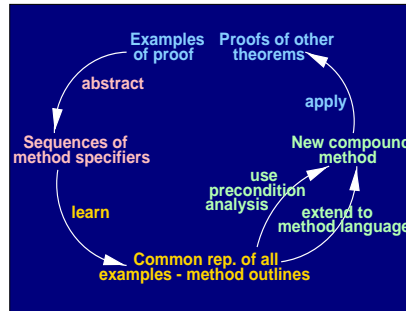 Examples of proof
Proofs of other theorems
abstract
apply
Sequences of method specifiers
New compound method
use precondition analysis
learn
extend to method language
Common rep. of all examples - method outlines